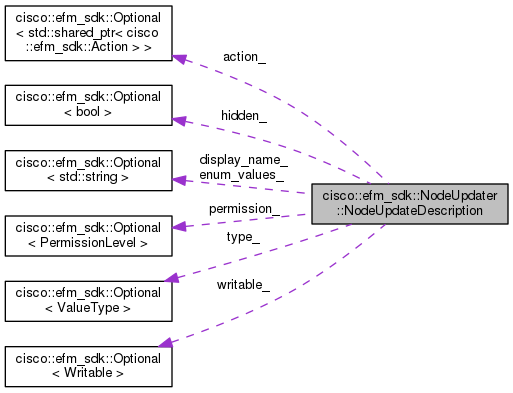 cisco::efm_sdk::Optional
< std::shared_ptr< cisco
::efm_sdk::Action > >
action_
cisco::efm_sdk::Optional
< bool >
hidden_
cisco::efm_sdk::Optional
< std::string >
display_name_
enum_values_
cisco::efm_sdk::NodeUpdater
::NodeUpdateDescription
cisco::efm_sdk::Optional
< PermissionLevel >
permission_
type_
cisco::efm_sdk::Optional
< ValueType >
writable_
cisco::efm_sdk::Optional
< Writable >